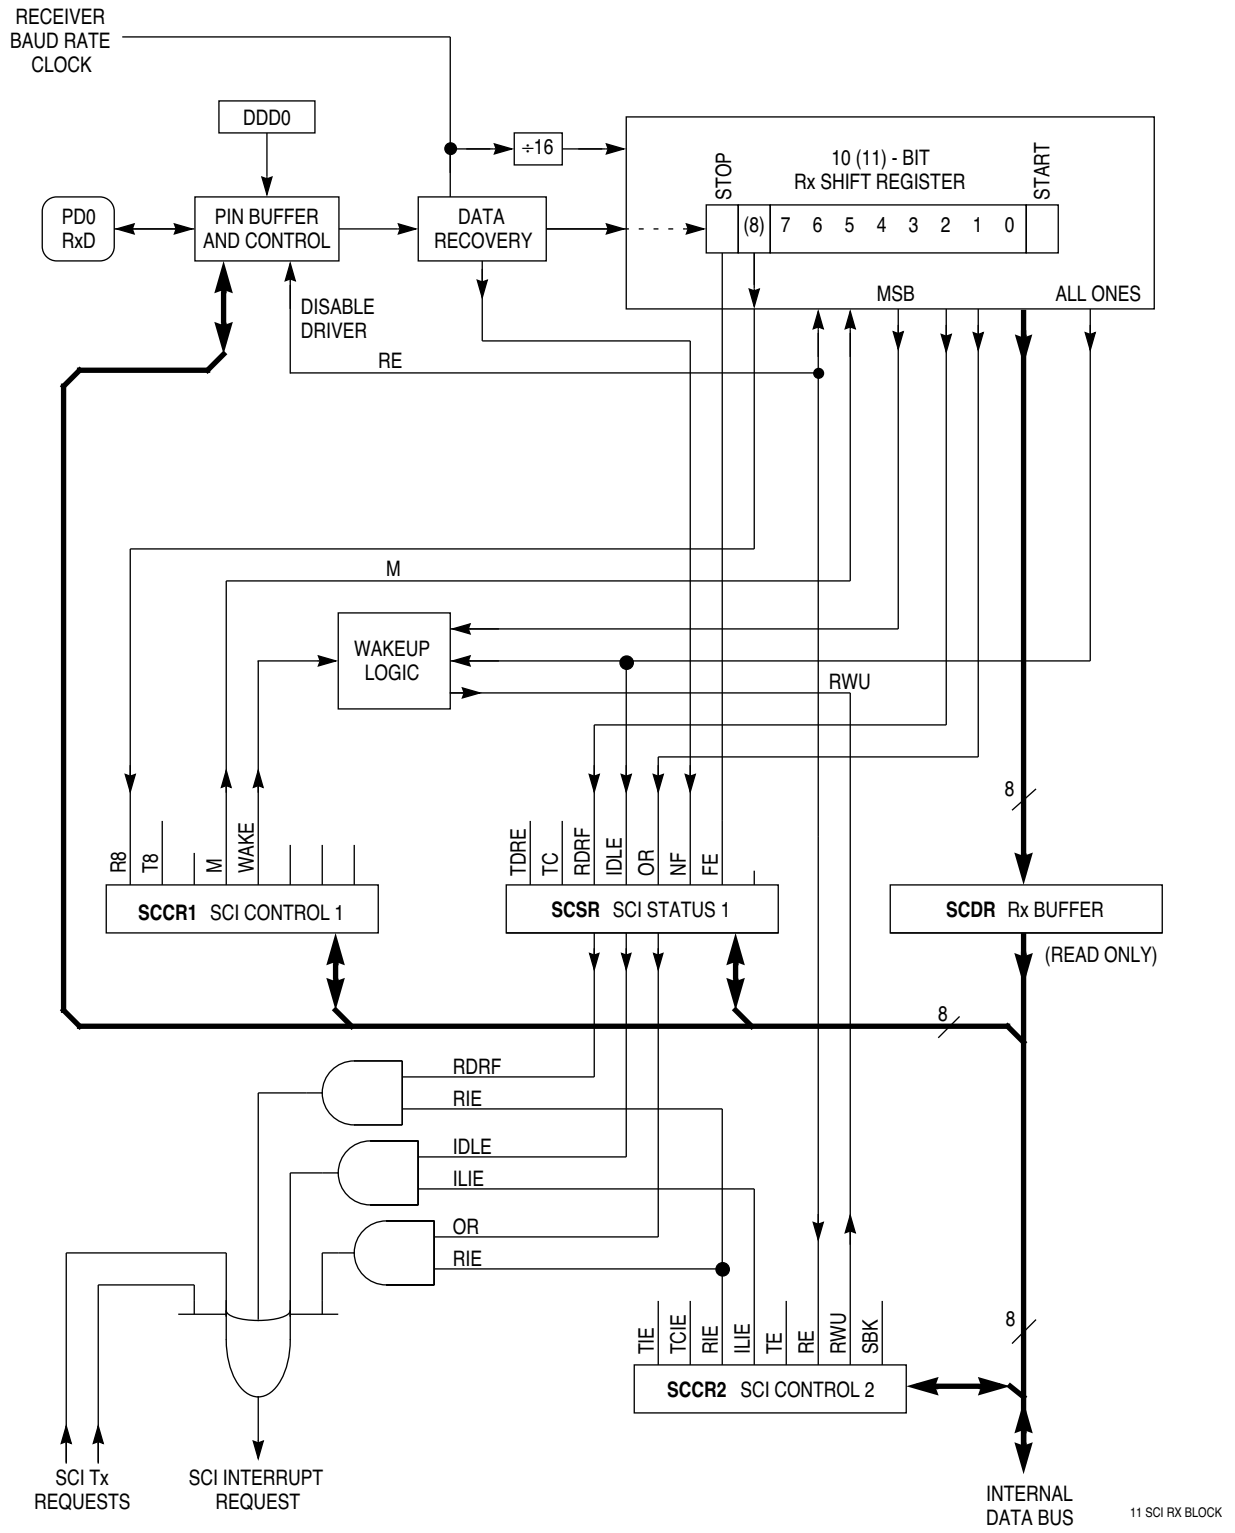 RECEIVER
BAUD RATE
CLOCK
DDD0
÷16
10 (11) - BIT
Rx SHIFT REGISTER
STOP
START
PD0
RxD
PIN BUFFER
AND CONTROL
DATA
RECOVERY
(8) 7 6 5 4 3 2 1 0
MSB
ALL ONES
DISABLE
DRIVER
RE
M
WAKEUP
LOGIC
RWU
8
R8
T8
M
WAKE
TDRE
TC
RDRF
IDLE
OR
NF
FE
SCCR1 SCI CONTROL 1
SCSR SCI STATUS 1
SCDR Rx BUFFER
(READ ONLY)
8
RDRF
RIE
IDLE
ILIE
OR
RIE
8
TIE
TCIE
RIE
ILIE
TE
RE
RWU
SBK
SCCR2 SCI CONTROL 2
SCI Tx
REQUESTS
SCI INTERRUPT
REQUEST
INTERNAL
DATA BUS
11 SCI RX BLOCK